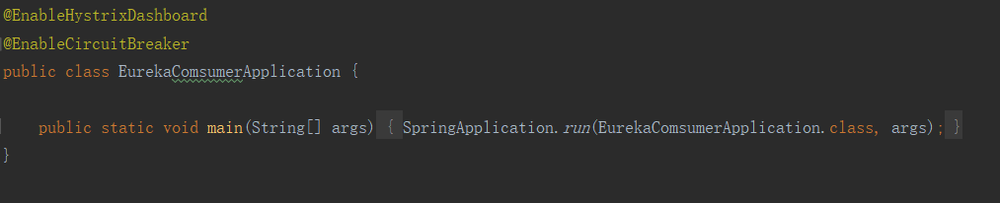 @EnableHystrixDashboard
@EnableCircuitBreaker
public class EurekaComsumerApplication {
public static void main(String[] args) { SpringApplication.run(EurekaComsumerApplication.class, args); }
}